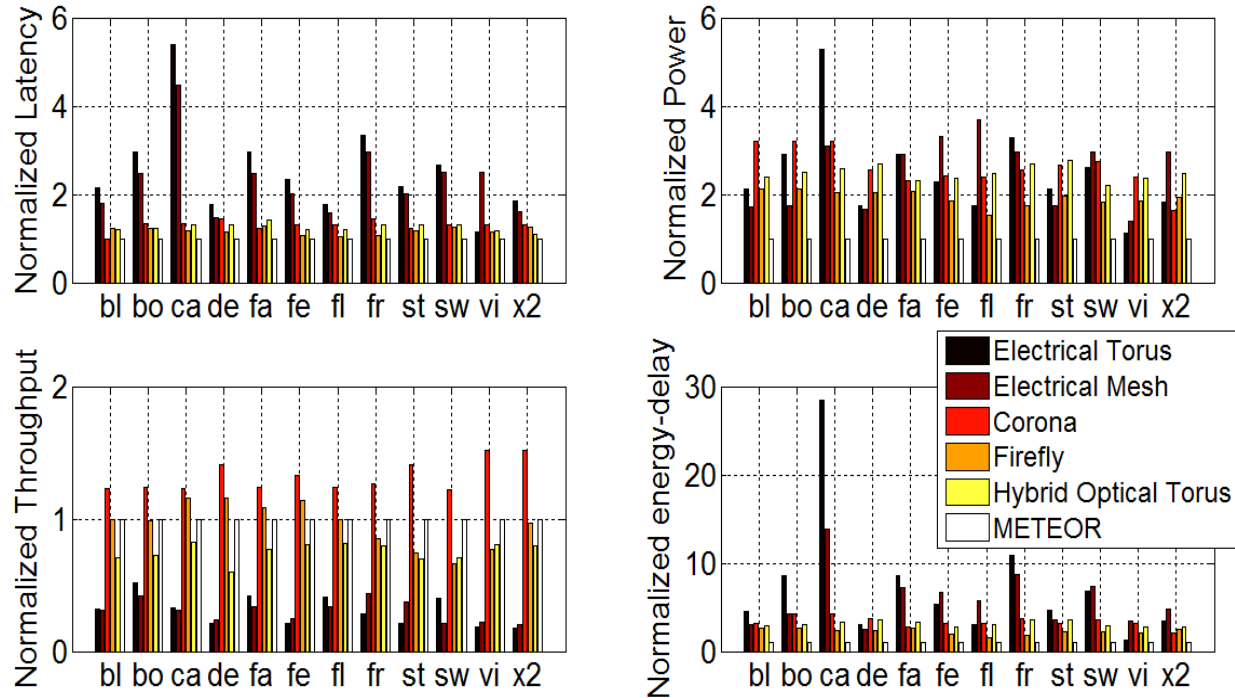 Normalized Latency
6
4
2
0
bl bo ca de fa fe fl fr st sw vi x2
Normalized Power
6
4
2
0
bl bo ca de fa fe fl fr st sw vi x2
Normalized Throughput
2
1
0
bl bo ca de fa fe fl fr st sw vi x2
Normalized energy-delay
30
20
10
0
bl bo ca de fa fe fl fr st sw vi x2
Electrical Torus
Electrical Mesh
Corona
Firefly
Hybrid Optical Torus
METEOR